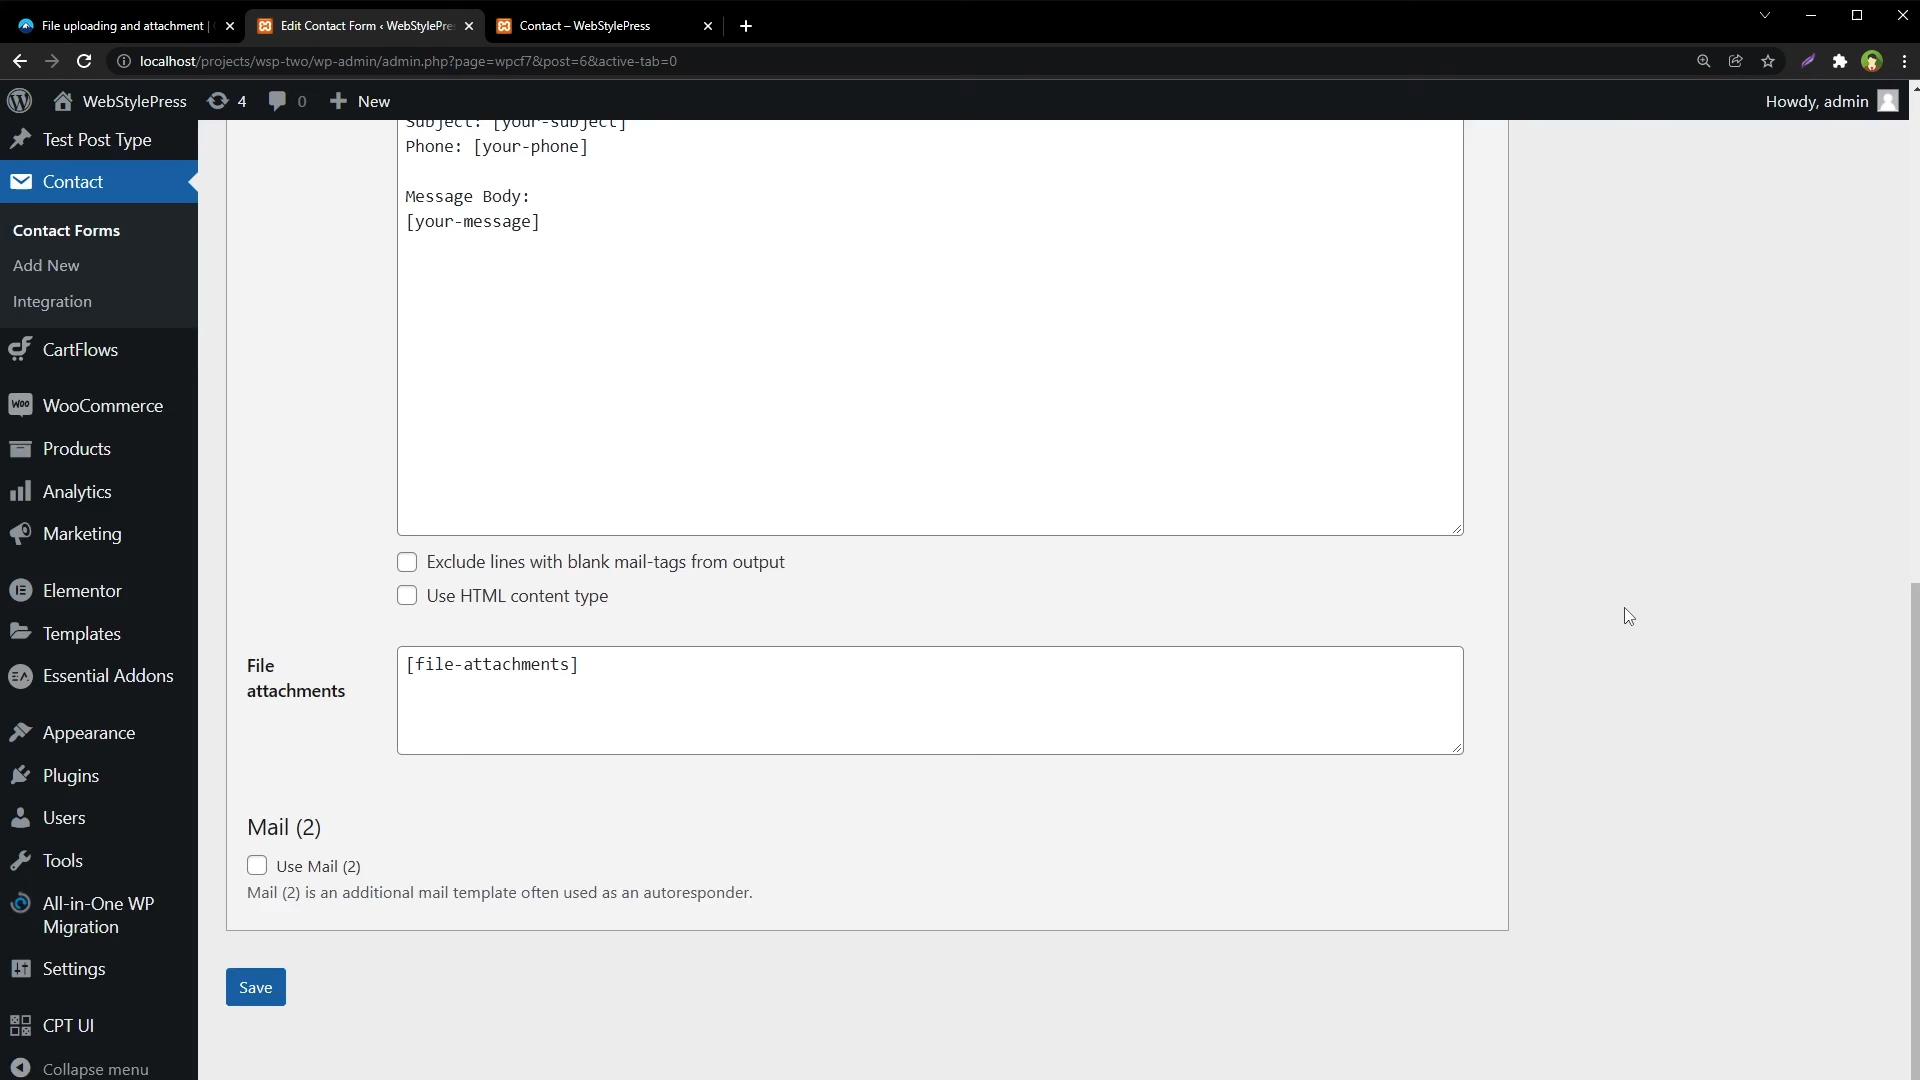 File uploading and attachment |
Edit Contact Form ‹ WebStylePre
Contact – WebStylePress
localhost/projects/wsp-two/wp-admin/admin.php?page=wpcf7&post=6&active-tab=0
WebStylePress
4
0
New
Howdy, admin
Test Post Type
Contact
Contact Forms
Add New
Integration
CartFlows
WooCommerce
Products
Analytics
Marketing
Elementor
Templates
Essential Addons
Appearance
Plugins
Users
Tools
All-in-One WP
Migration
Settings
CPT UI
Collapse menu
Subject: [your-subject]
Phone: [your-phone]
Message Body:
[your-message]
Exclude lines with blank mail-tags from output
Use HTML content type
File
attachments
[file-attachments]
Mail (2)
Use Mail (2)
Mail (2) is an additional mail template often used as an autoresponder.
Save